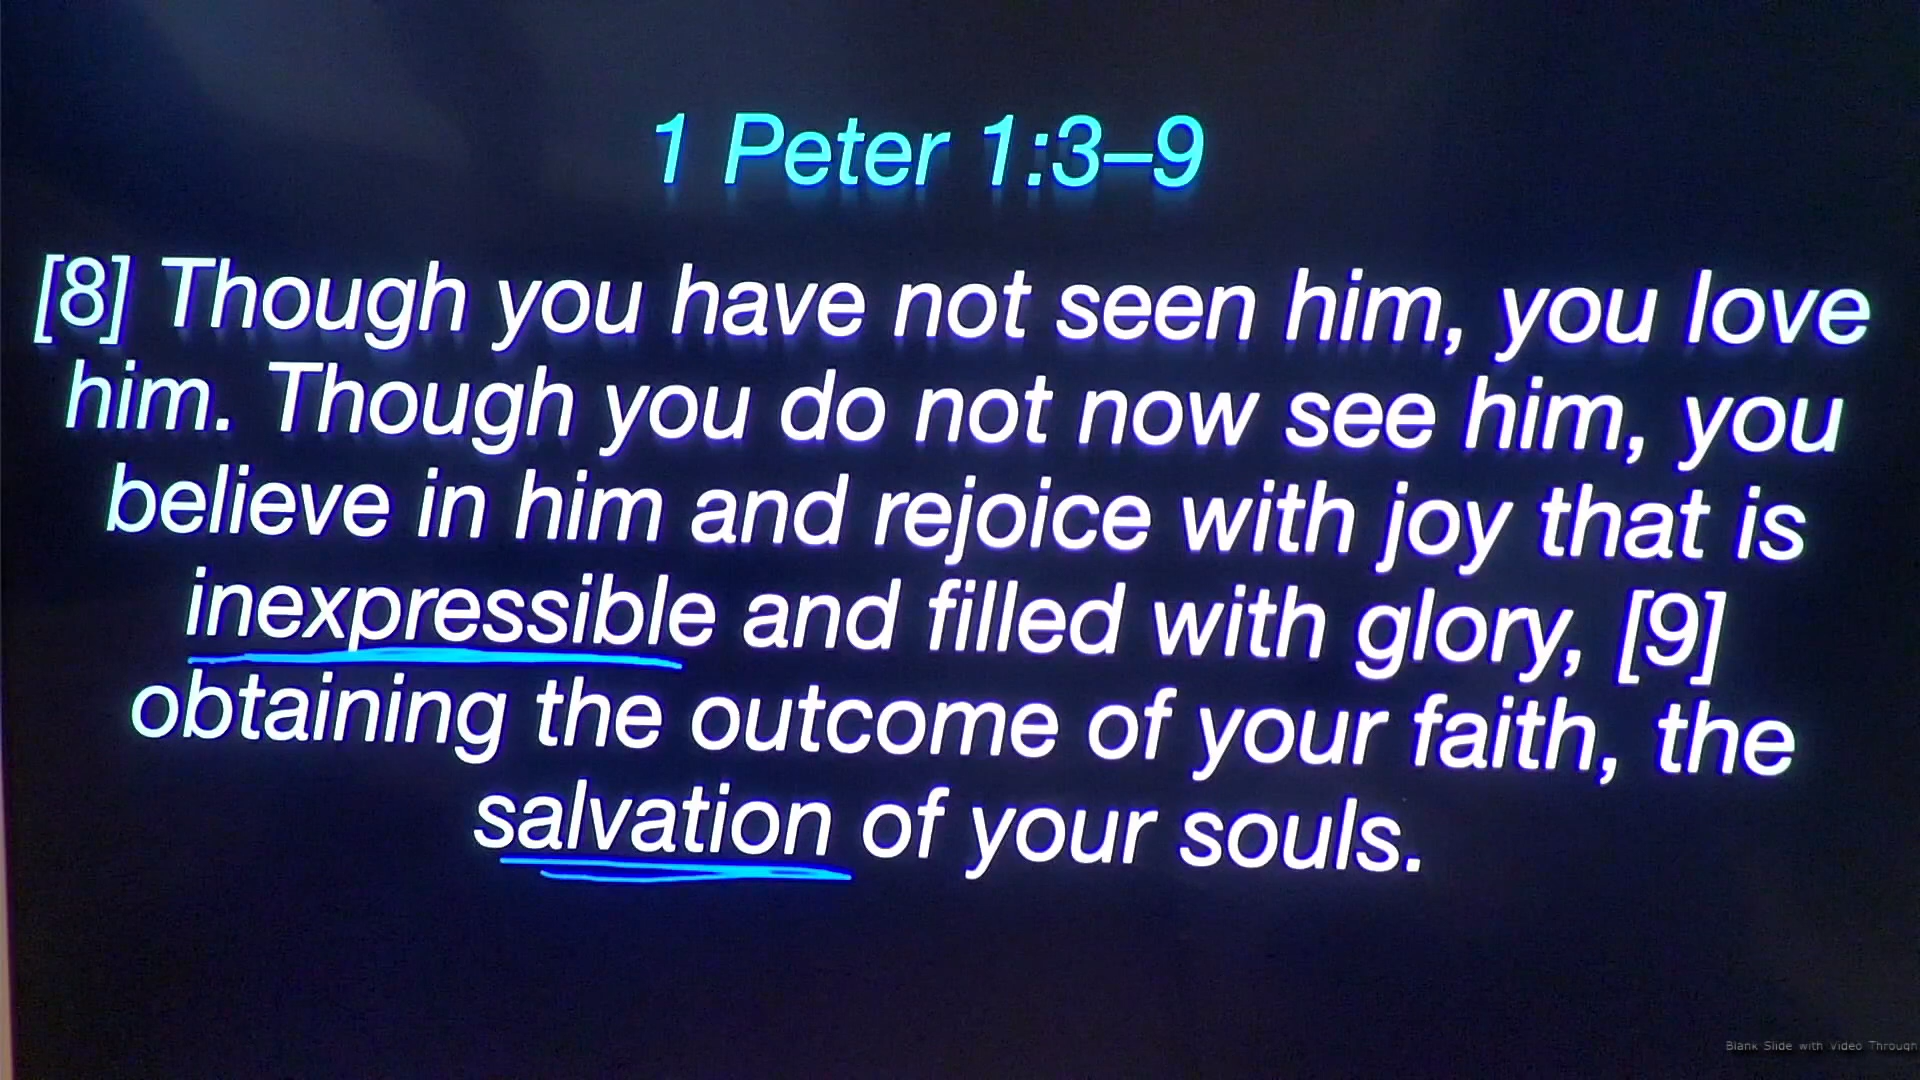 1 Peter 1:3–9
[8] Though you have not seen him, you love
him. Though you do not now see him, you
believe in him and rejoice with joy that is
inexpressible and filled with glory, [9]
obtaining the outcome of your faith, the
salvation of your souls.
Blank Slide with Video Through